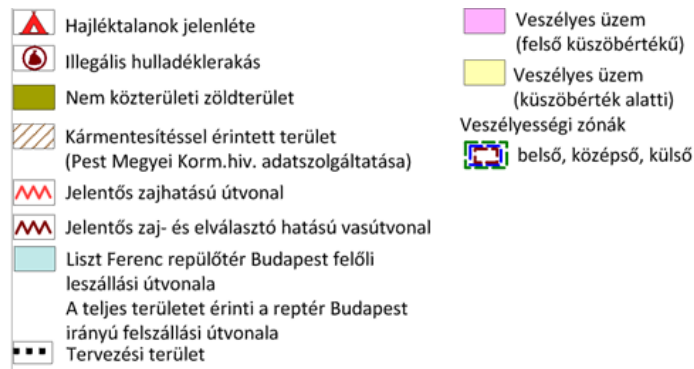 Hajléktalanok jelenléte
Illegális hulladéklerakás
Nem közterületi zöldterület
Kármentesítéssel érintett terület
(Pest Megyei Korm.hiv. adatszolgáltatása)
Jelentős zajhatású útvonal
Jelentős zaj- és elválasztó hatású vasútvonal
Liszt Ferenc repülőtér Budapest felőli
leszállási útvonala
A teljes területet érinti a reptér Budapest
irányú felszállási útvonala
Tervezési terület
Veszélyes üzem
(felső küszöbértékű)
Veszélyes üzem
(küszöbérték alatti)
Veszélyességi zónák
belső, középső, külső